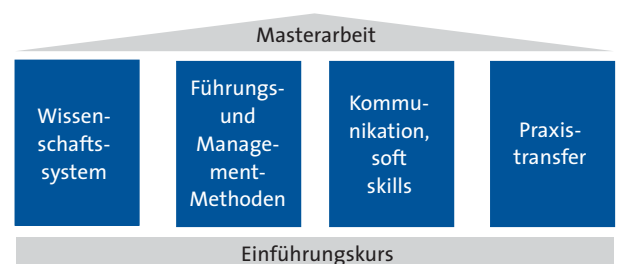 Masterarbeit
Wissen-
schafts-
system
Führungs-
und
Manage-
ment-
Methoden
Kommu-
nikation,
soft
skills
Praxis-
transfer
Einführungskurs